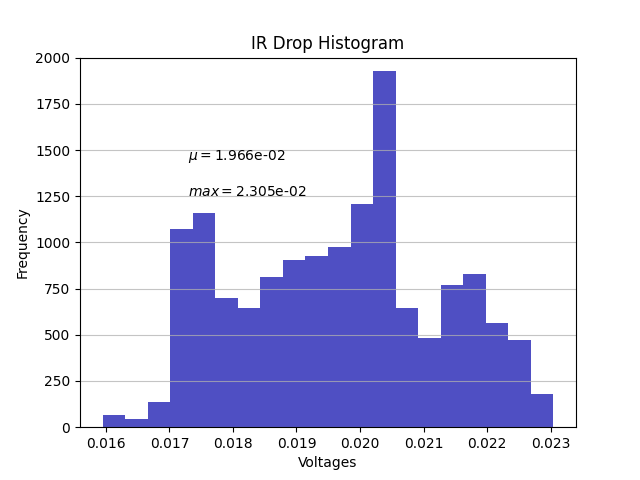 IR Drop Histogram
2000
1750
1500
1250
1000
750
500
250
0
Frequency
μ = 1.966e-02
max = 2.305e-02
0.016 0.017 0.018 0.019 0.020 0.021 0.022 0.023
Voltages